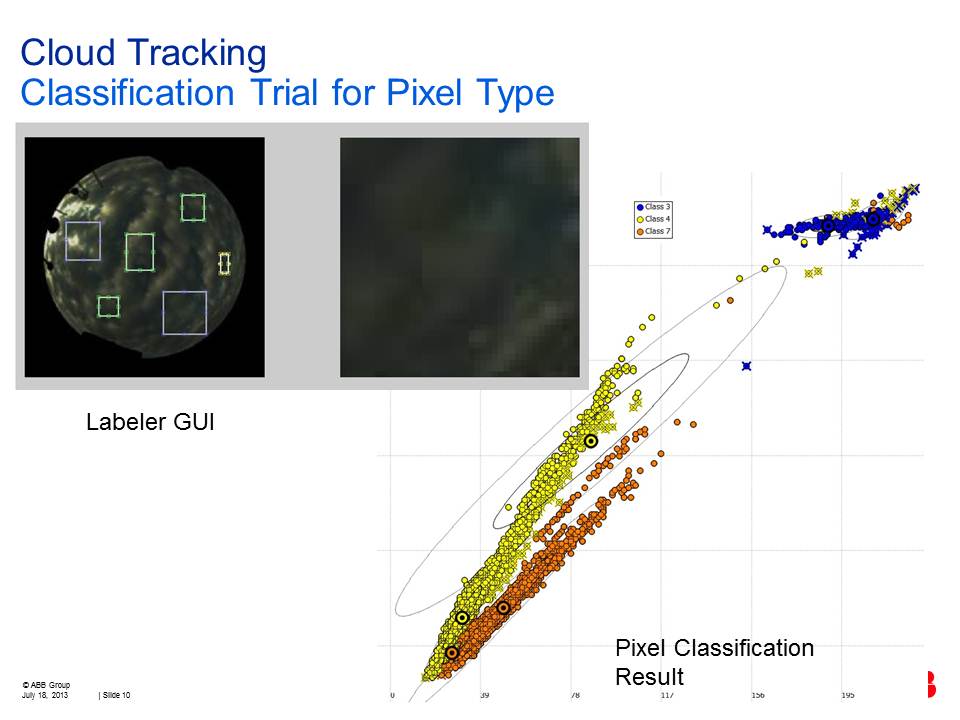 Cloud Tracking
Classification Trial for Pixel Type
Class 3
Class 4
Class 7
Labeler GUI
Pixel Classification
Result
0 39 78 117 156 195
© ABB Group
July 18, 2013 | Slide 10